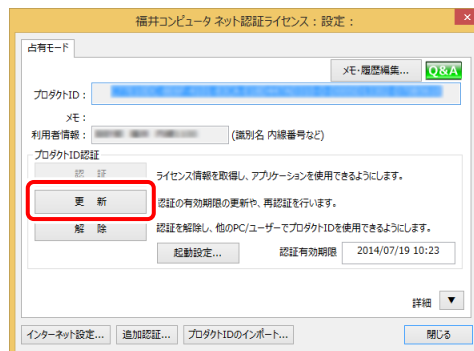 福井コンピュータ ネット認証ライセンス：設定：
占有モード
メモ・履歴編集... Q&A
プロダクトID：
メモ：
利用者情報： (識別名 内線番号など)
プロダクトID認証
認 証 ライセンス情報を取得し、アプリケーションを使用できるようにします。
更 新 認証の有効期限の更新や、再認証を行います。
解 除 認証を解除し、他のPC/ユーザーでプロダクトIDを使用できるようにします。
起動設定... 認証有効期限 2014/07/19 10:23
詳細 ▼
インターネット設定... 追加認証... プロダクトIDのインポート... 閉じる